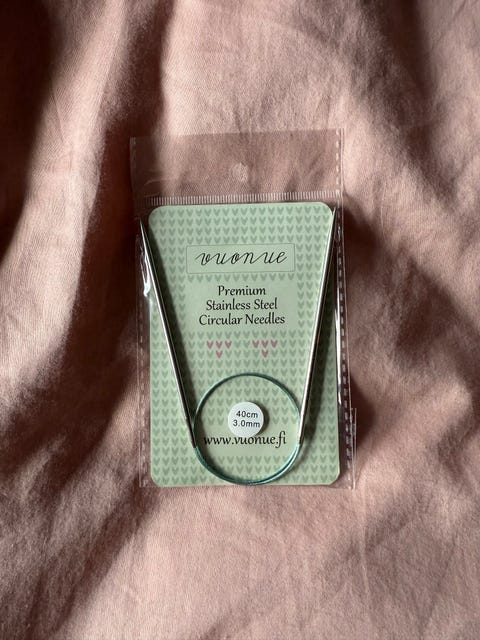 vuonue
Premium
Stainless Steel
Circular Needles
40cm
3.0mm
www.vuonue.fi